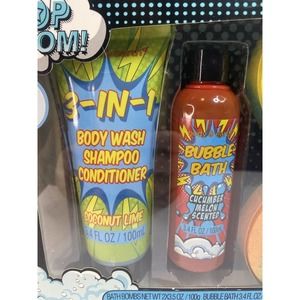 3-IN-1
BODY WASH
SHAMPOO
CONDITIONER
COCONUT LIME
3.4 FL OZ / 100mL
BUBBLE
BATH
CUCUMBER
MELON
SCENTED
3.4 FL OZ / 100mL
BATH BOMBS NET WT 2X3.5 OZ / 100g BUBBLE BATH 3.4 FL OZ